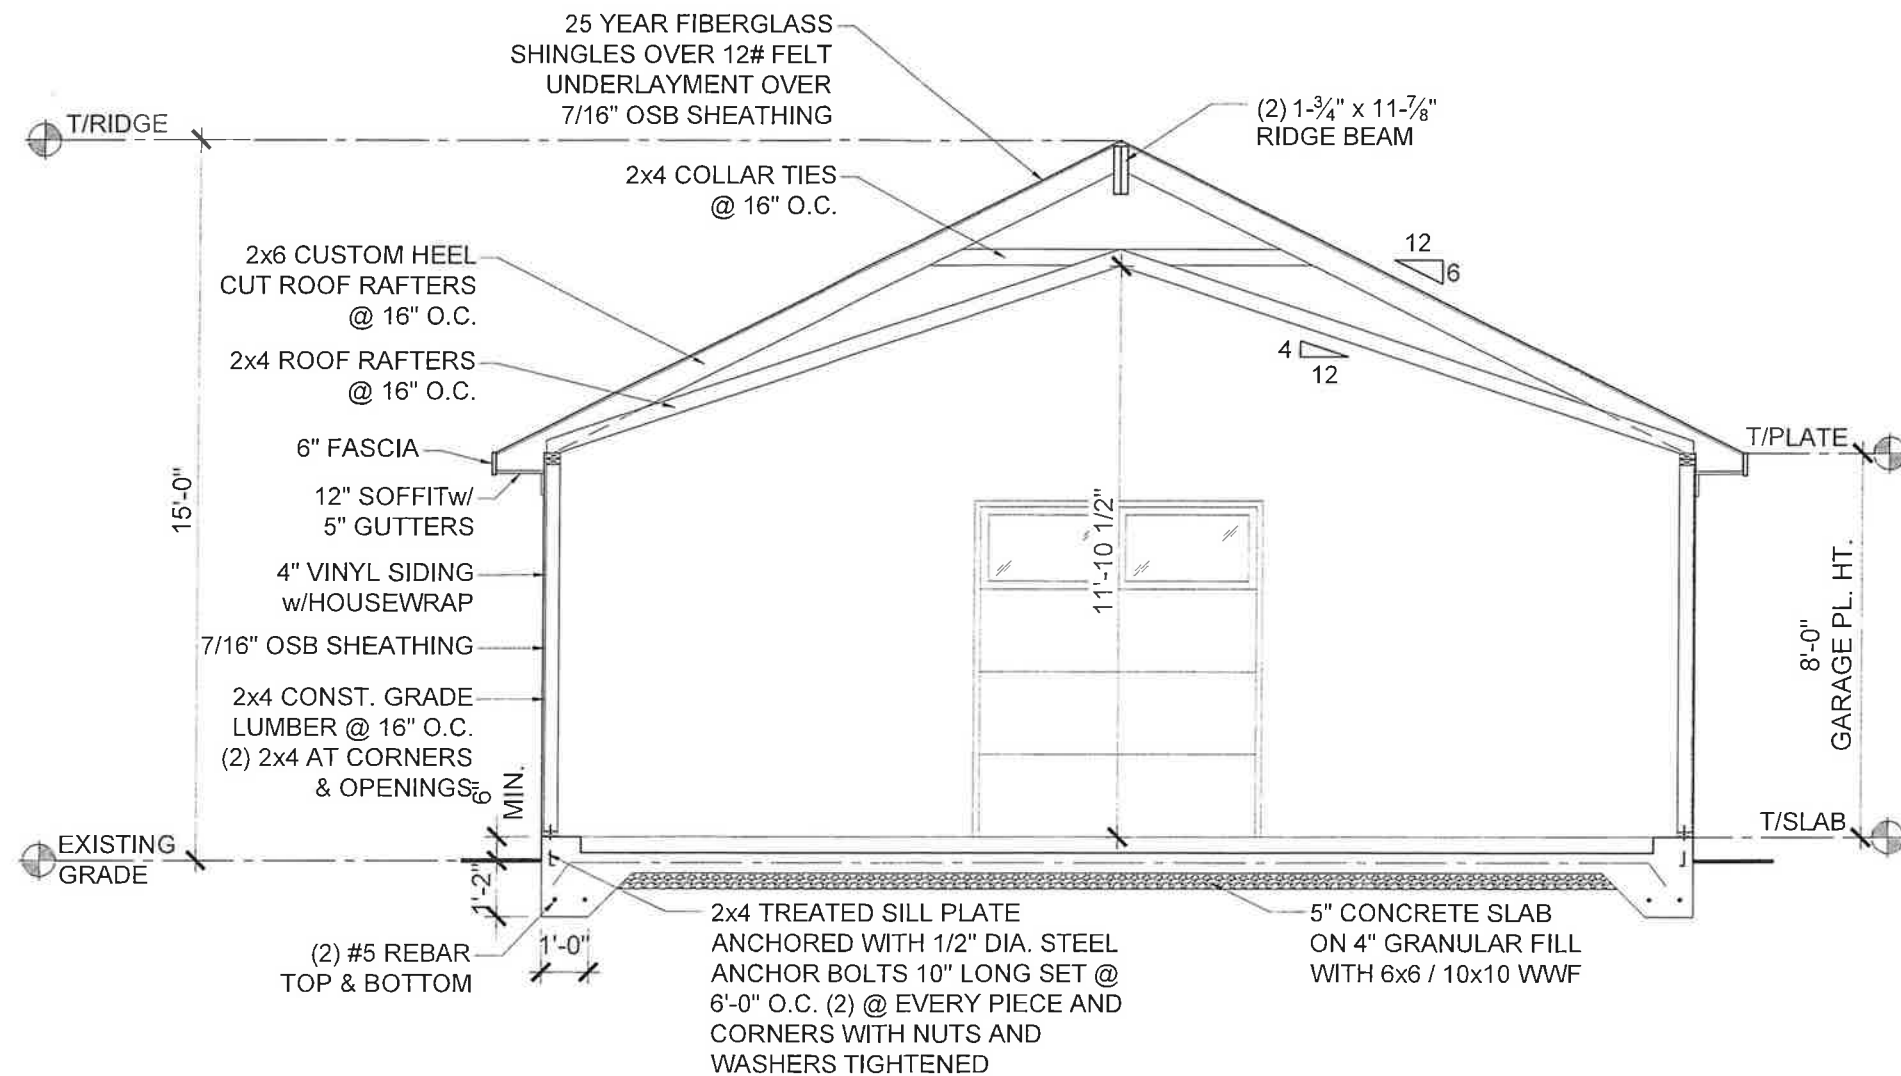 25 YEAR FIBERGLASS
SHINGLES OVER 12# FELT
UNDERLAYMENT OVER
7/16" OSB SHEATHING
(2) 1-¾" x 11-⅞"
RIDGE BEAM
T/RIDGE
2x4 COLLAR TIES
@ 16" O.C.
2x6 CUSTOM HEEL
CUT ROOF RAFTERS
@ 16" O.C.
12
6
2x4 ROOF RAFTERS
@ 16" O.C.
4
12
6" FASCIA
T/PLATE
12" SOFFITw/
5" GUTTERS
15'-0"
11'-10 1/2"
4" VINYL SIDING
w/HOUSEWRAP
7/16" OSB SHEATHING
8'-0"
GARAGE PL. HT.
2x4 CONST. GRADE
LUMBER @ 16" O.C.
(2) 2x4 AT CORNERS
& OPENINGS
6"
MIN.
T/SLAB
EXISTING
GRADE
1'-2"
1'-0"
(2) #5 REBAR
TOP & BOTTOM
2x4 TREATED SILL PLATE
ANCHORED WITH 1/2" DIA. STEEL
ANCHOR BOLTS 10" LONG SET @
6'-0" O.C. (2) @ EVERY PIECE AND
CORNERS WITH NUTS AND
WASHERS TIGHTENED
5" CONCRETE SLAB
ON 4" GRANULAR FILL
WITH 6x6 / 10x10 WWF